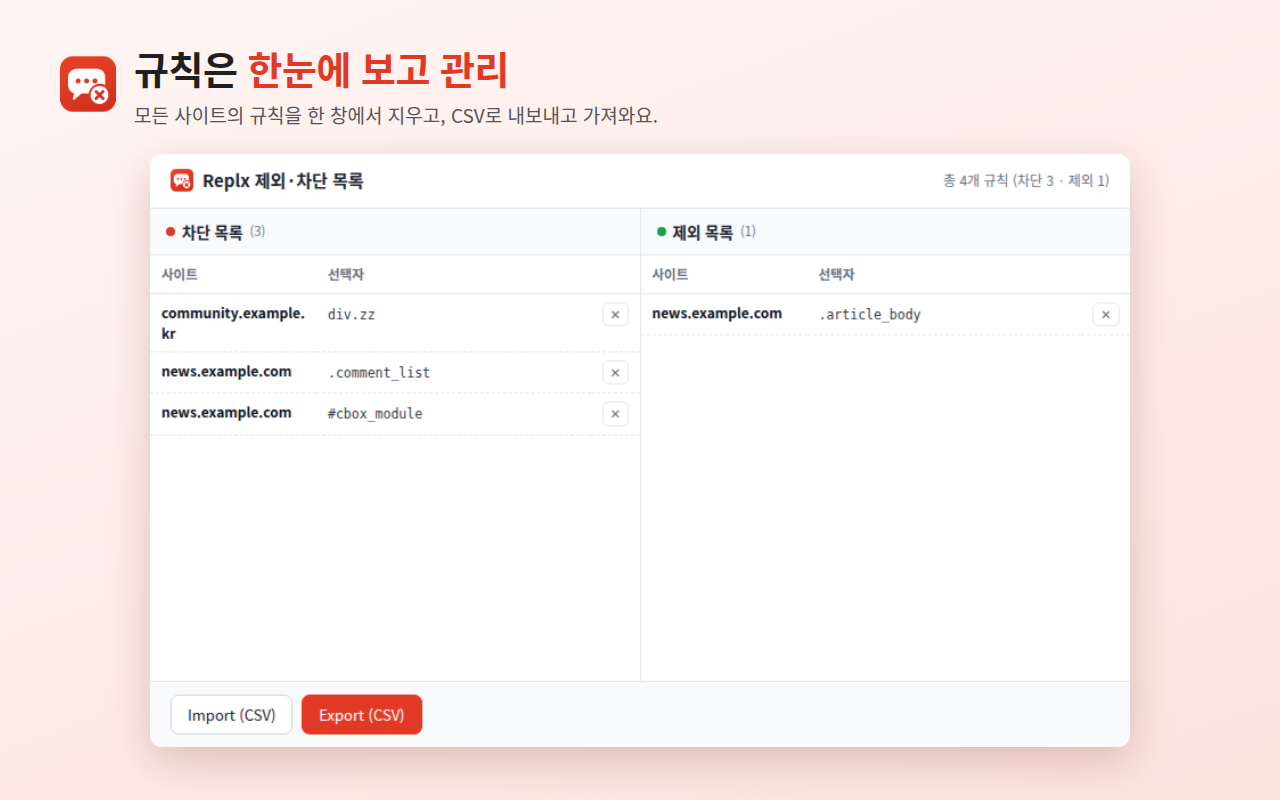 규칙은 한눈에 보고 관리
모든 사이트의 규칙을 한 창에서 지우고, CSV로 내보내고 가져와요.
Replx 제외·차단 목록
총 4개 규칙 (차단 3 · 제외 1)
차단 목록 (3)
사이트 선택자
community.example.
kr
div.zz
✕
news.example.com .comment_list ✕
news.example.com #cbox_module ✕
제외 목록 (1)
사이트 선택자
news.example.com .article_body ✕
Import (CSV)
Export (CSV)